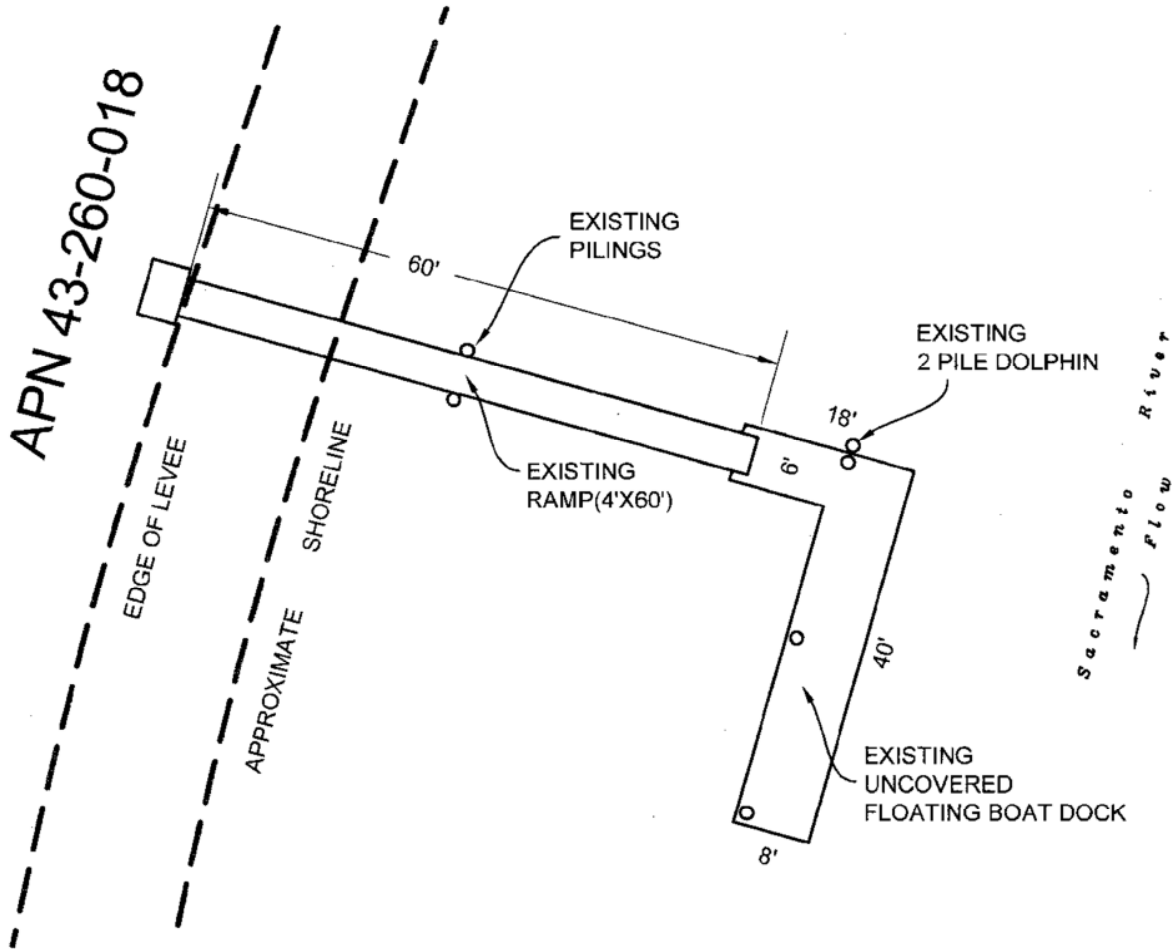 APN 43-260-018
EXISTING
PILINGS
60'
EXISTING
2 PILE DOLPHIN
18'
6'
EXISTING
RAMP(4'X60')
EDGE OF LEVEE
APPROXIMATE SHORELINE
40'
Sacramento River
Flow
EXISTING
UNCOVERED
FLOATING BOAT DOCK
8'